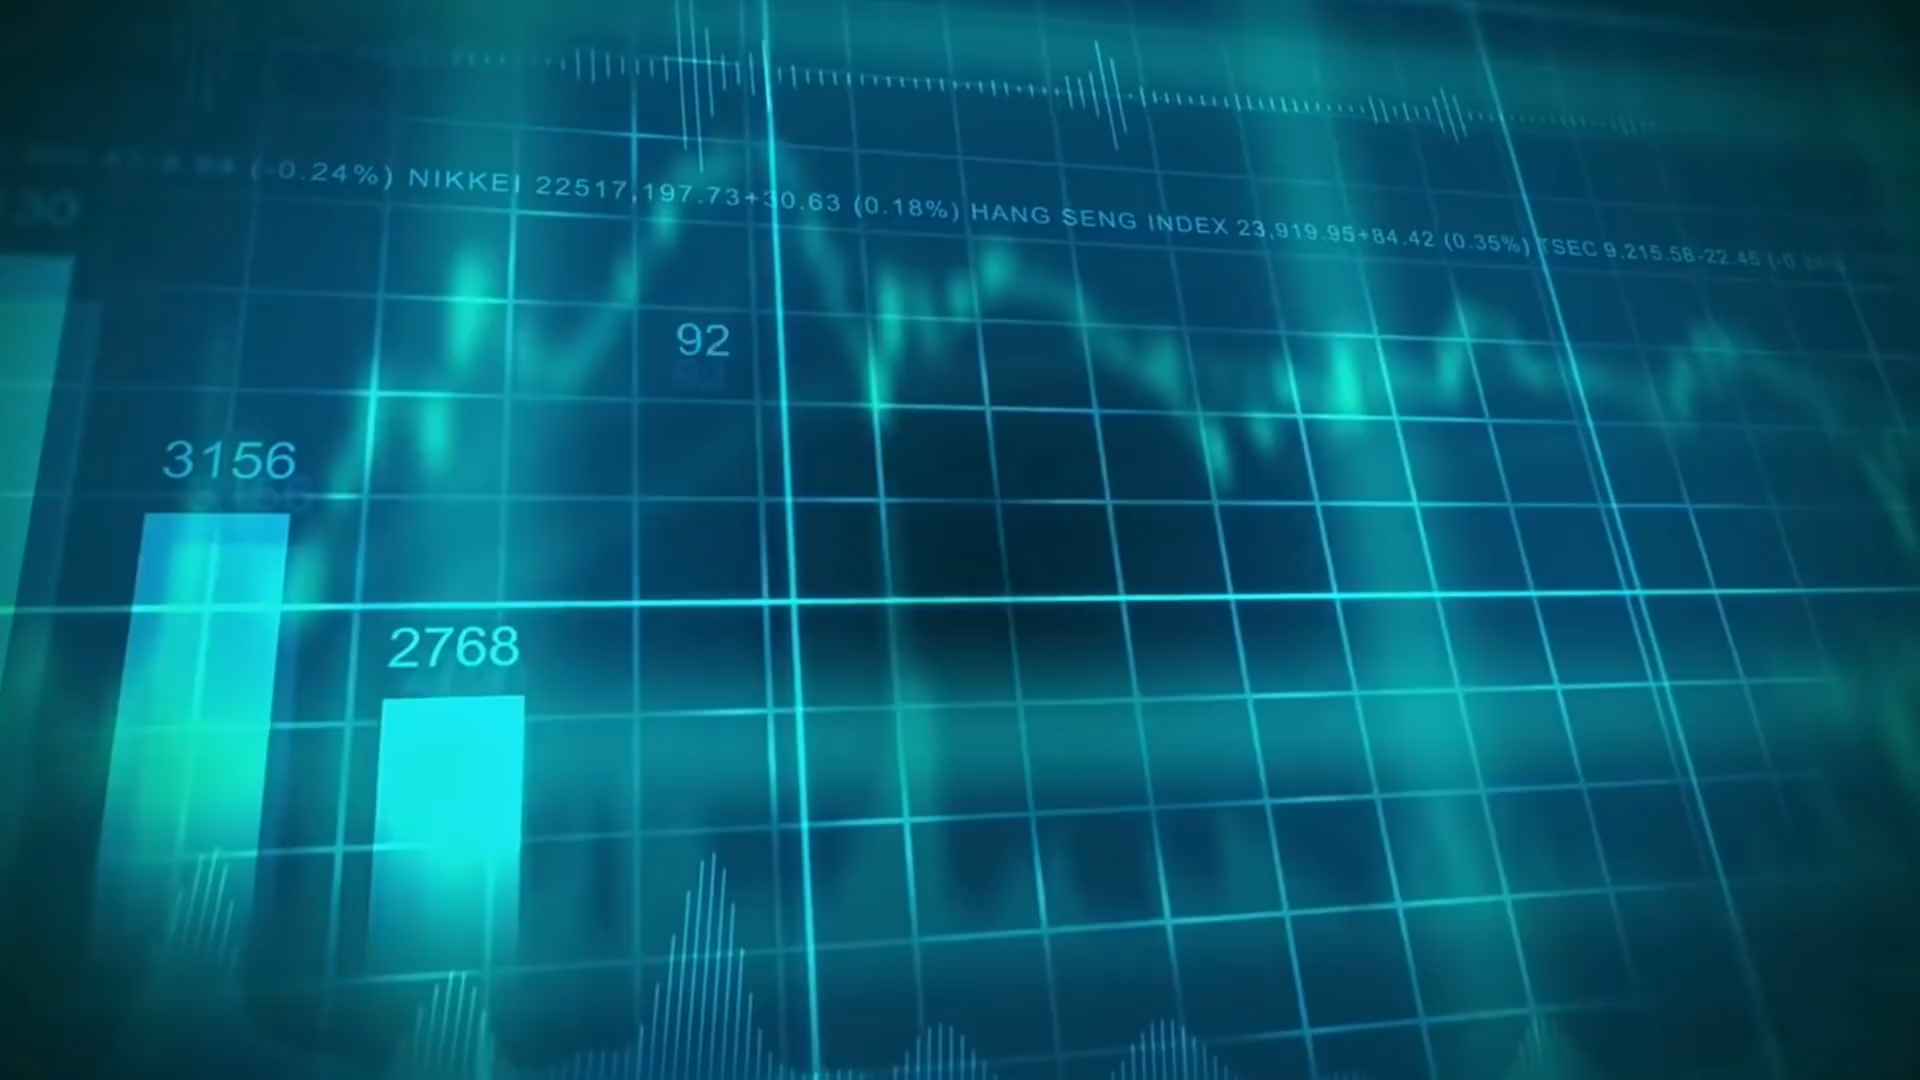 (-0.24%) NIKKEI 22517,197.73+30.63 (0.18%) HANG SENG INDEX 23,919.95+84.42 (0.35%) TSEC 9,215.58-22.45
92
3156
2768